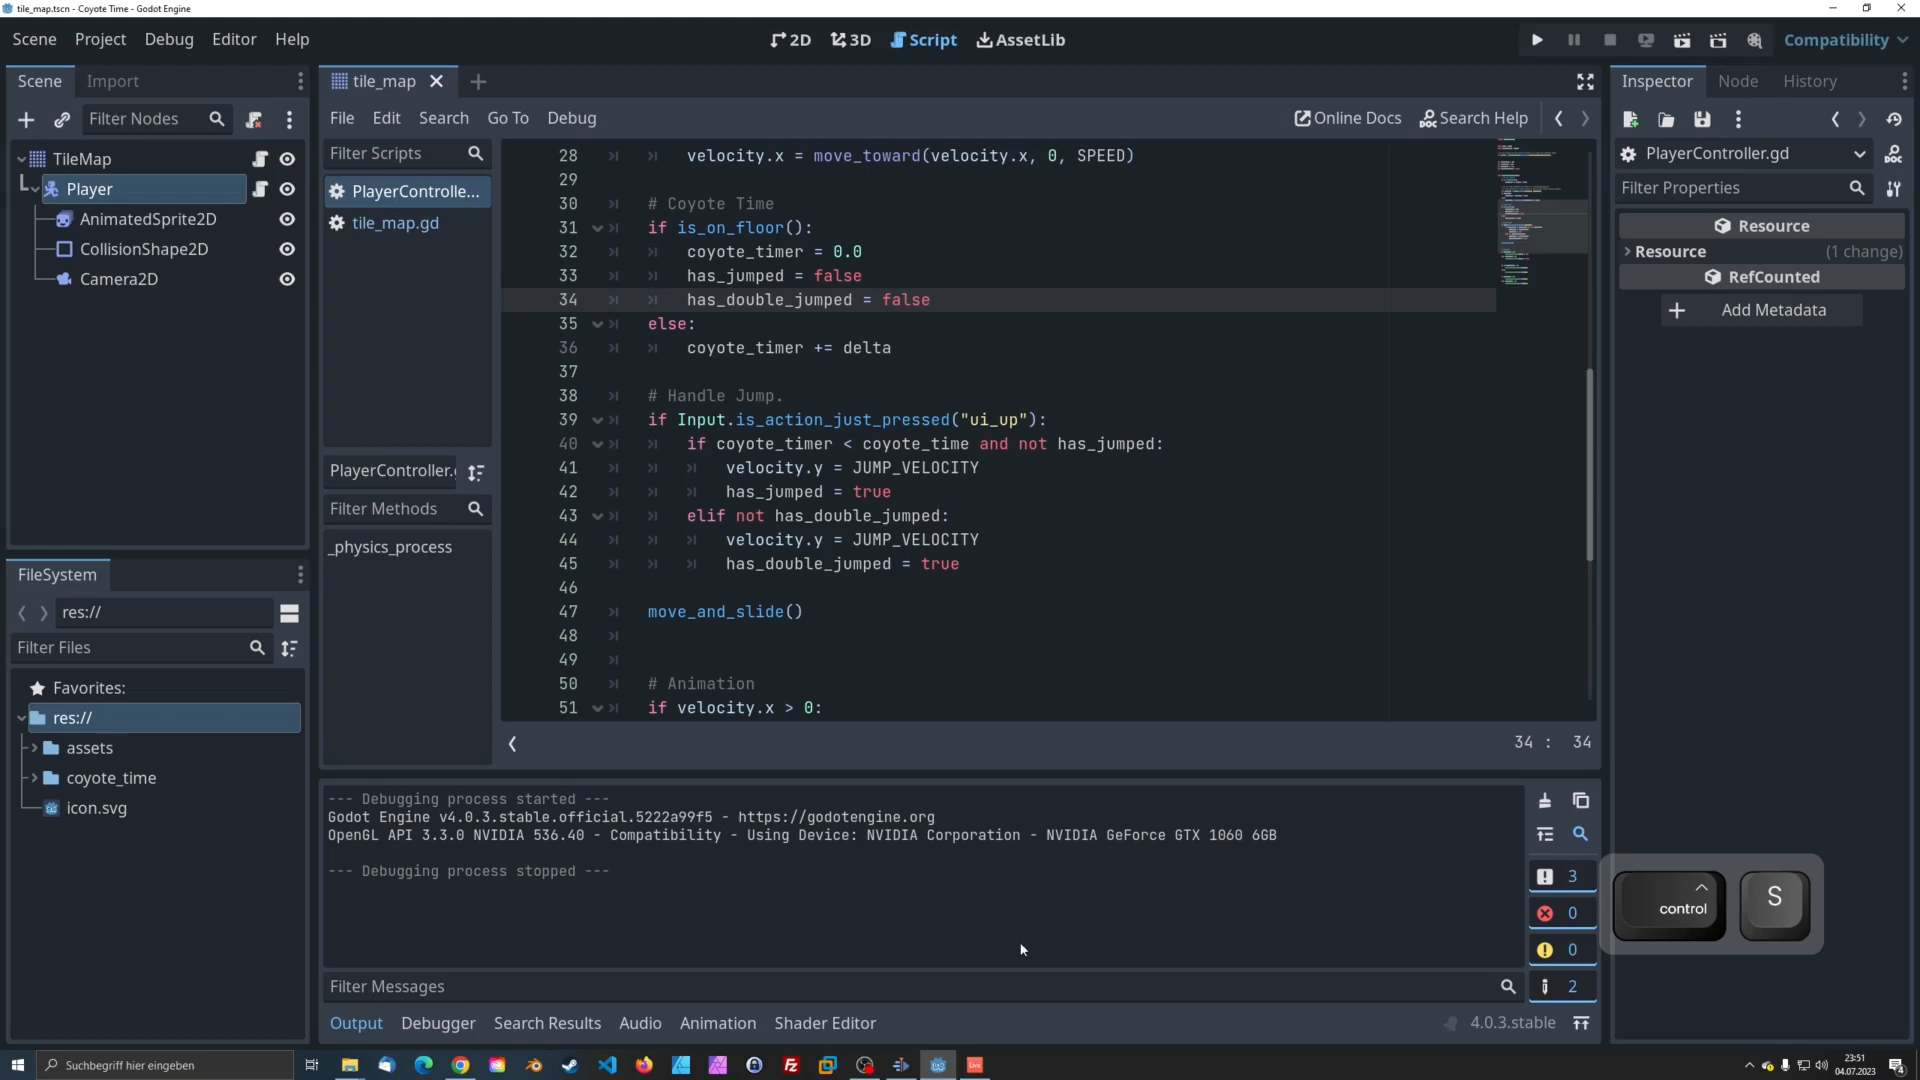 tile_map.tscn - Coyote Time - Godot Engine
Scene Project Debug Editor Help
2D 3D Script AssetLib
Compatibility
Scene Import
Filter Nodes
TileMap
Player
AnimatedSprite2D
CollisionShape2D
Camera2D
FileSystem
res://
Filter Files
Favorites:
res://
assets
coyote_time
icon.svg
tile_map
File Edit Search Go To Debug
Online Docs Search Help
Filter Scripts
PlayerControlle...
tile_map.gd
PlayerController.
Filter Methods
_physics_process
28 velocity.x = move_toward(velocity.x, 0, SPEED)
29
30 # Coyote Time
31 if is_on_floor():
32 coyote_timer = 0.0
33 has_jumped = false
34 has_double_jumped = false
35 else:
36 coyote_timer += delta
37
38 # Handle Jump.
39 if Input.is_action_just_pressed("ui_up"):
40 if coyote_timer < coyote_time and not has_jumped:
41 velocity.y = JUMP_VELOCITY
42 has_jumped = true
43 elif not has_double_jumped:
44 velocity.y = JUMP_VELOCITY
45 has_double_jumped = true
46
47 move_and_slide()
48
49
50 # Animation
51 if velocity.x > 0:
34 : 34
--- Debugging process started ---
Godot Engine v4.0.3.stable.official.5222a99f5 - https://godotengine.org
OpenGL API 3.3.0 NVIDIA 536.40 - Compatibility - Using Device: NVIDIA Corporation - NVIDIA GeForce GTX 1060 6GB
--- Debugging process stopped ---
3
0
0
2
Filter Messages
Output Debugger Search Results Audio Animation Shader Editor
4.0.3.stable
Inspector Node History
PlayerController.gd
Filter Properties
Resource
Resource (1 change)
RefCounted
Add Metadata
control
S
Suchbegriff hier eingeben
23:51
04.07.2023